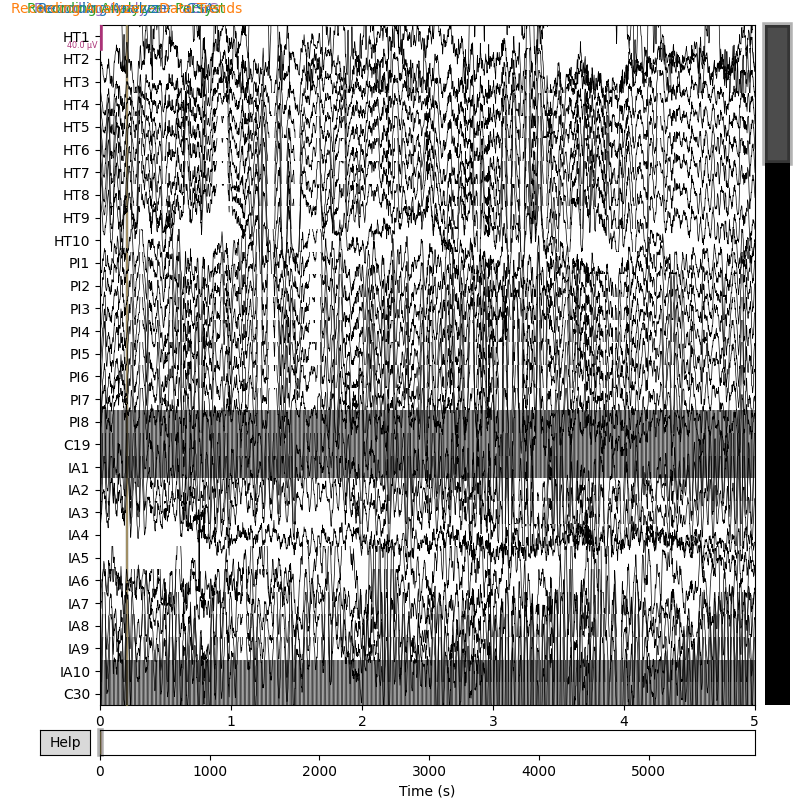 40.0 µV
HT1
HT2
HT3
HT4
HT5
HT6
HT7
HT8
HT9
HT10
PI1
PI2
PI3
PI4
PI5
PI6
PI7
PI8
C19
IA1
IA2
IA3
IA4
IA5
IA6
IA7
IA8
IA9
IA10
C30
0 1 2 3 4 5
Help
0 1000 2000 3000 4000 5000
Time (s)